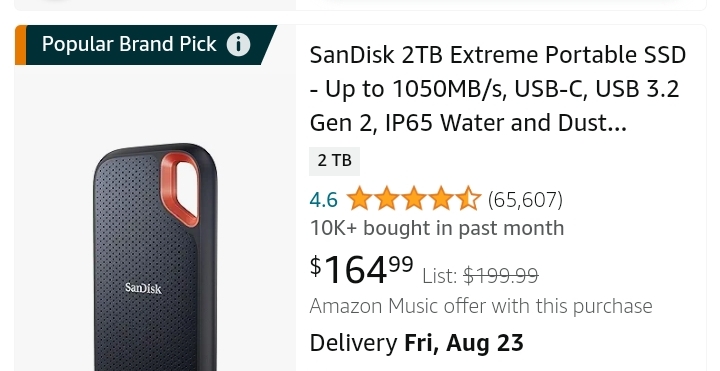 Popular Brand Pick i
SanDisk 2TB Extreme Portable SSD
- Up to 1050MB/s, USB-C, USB 3.2
Gen 2, IP65 Water and Dust...
2 TB
4.6 (65,607)
10K+ bought in past month
$164.99 List: $199.99
Amazon Music offer with this purchase
Delivery Fri, Aug 23
SanDisk